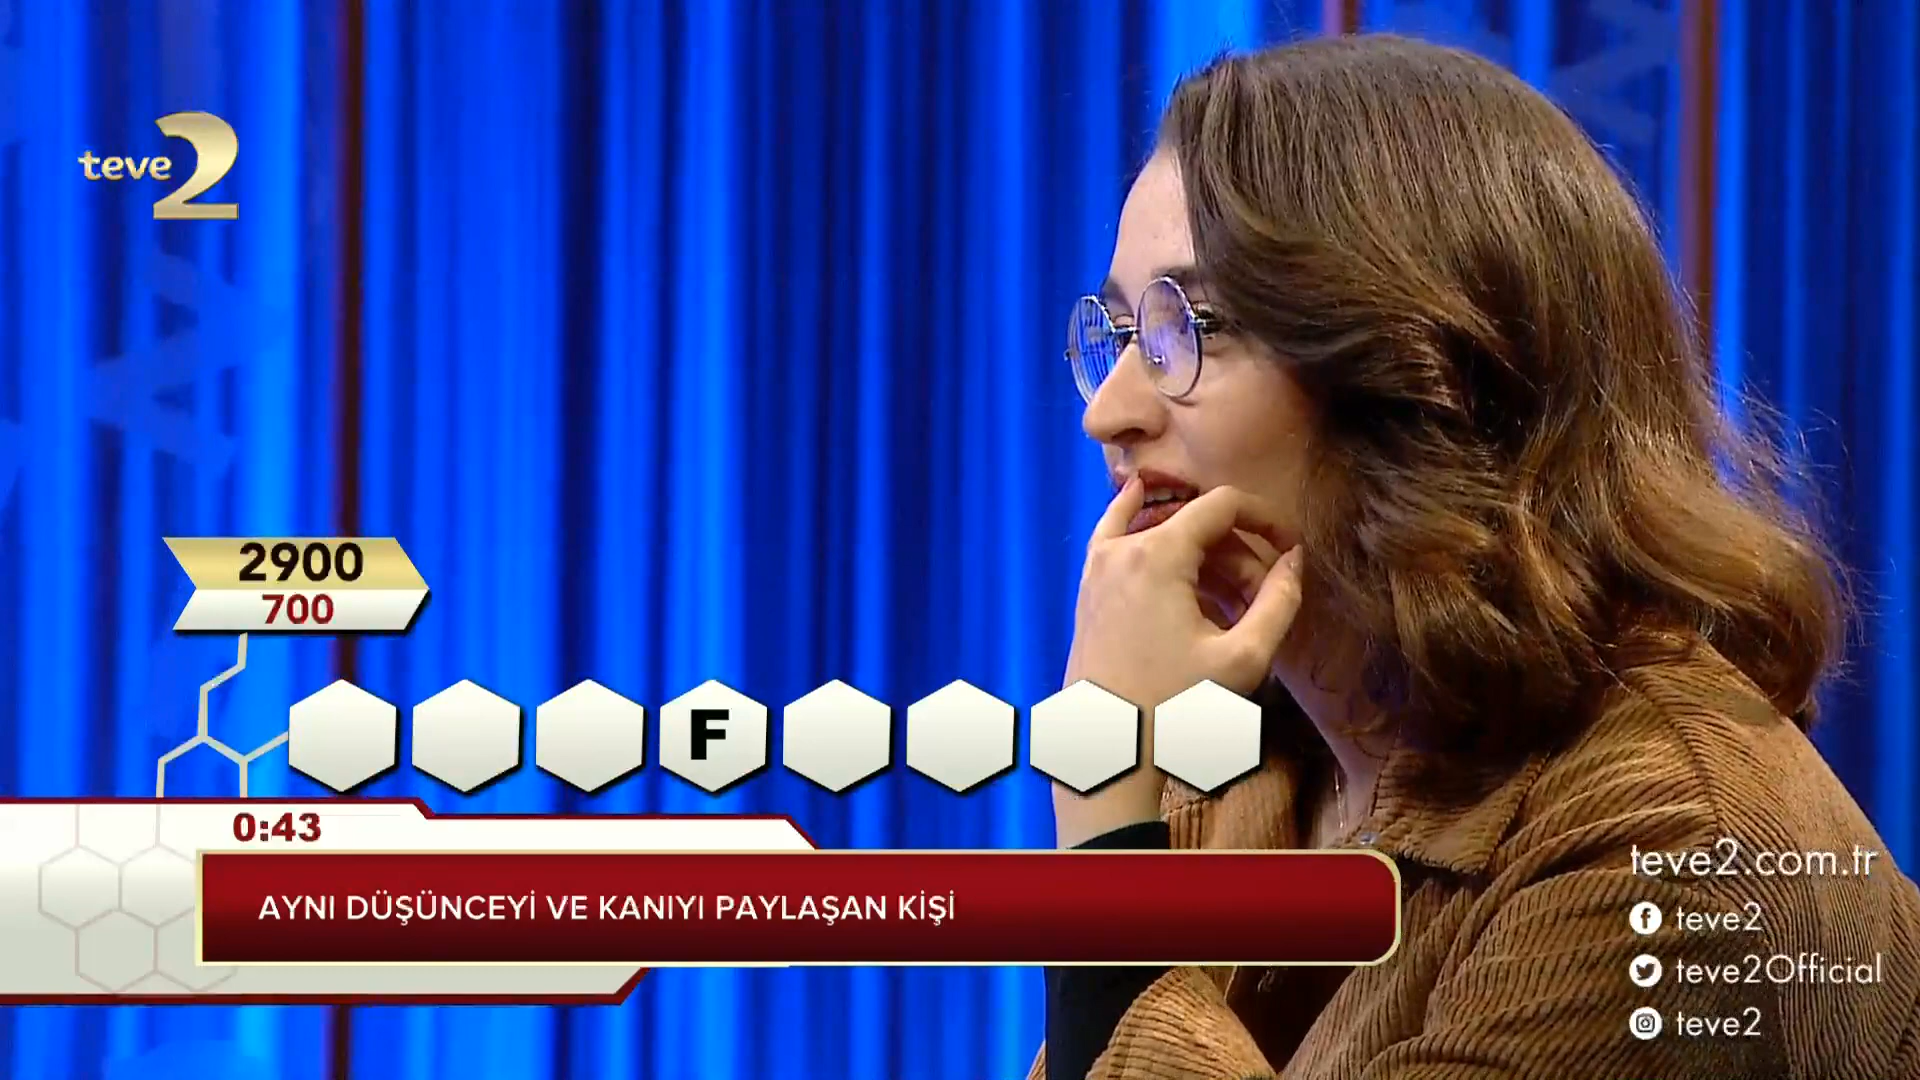 teve2
2900
700
F
0:43
AYNI DÜŞÜNCEYİ VE KANIYI PAYLAŞAN KİŞİ
teve2.com.tr
teve2
teve2Official
teve2